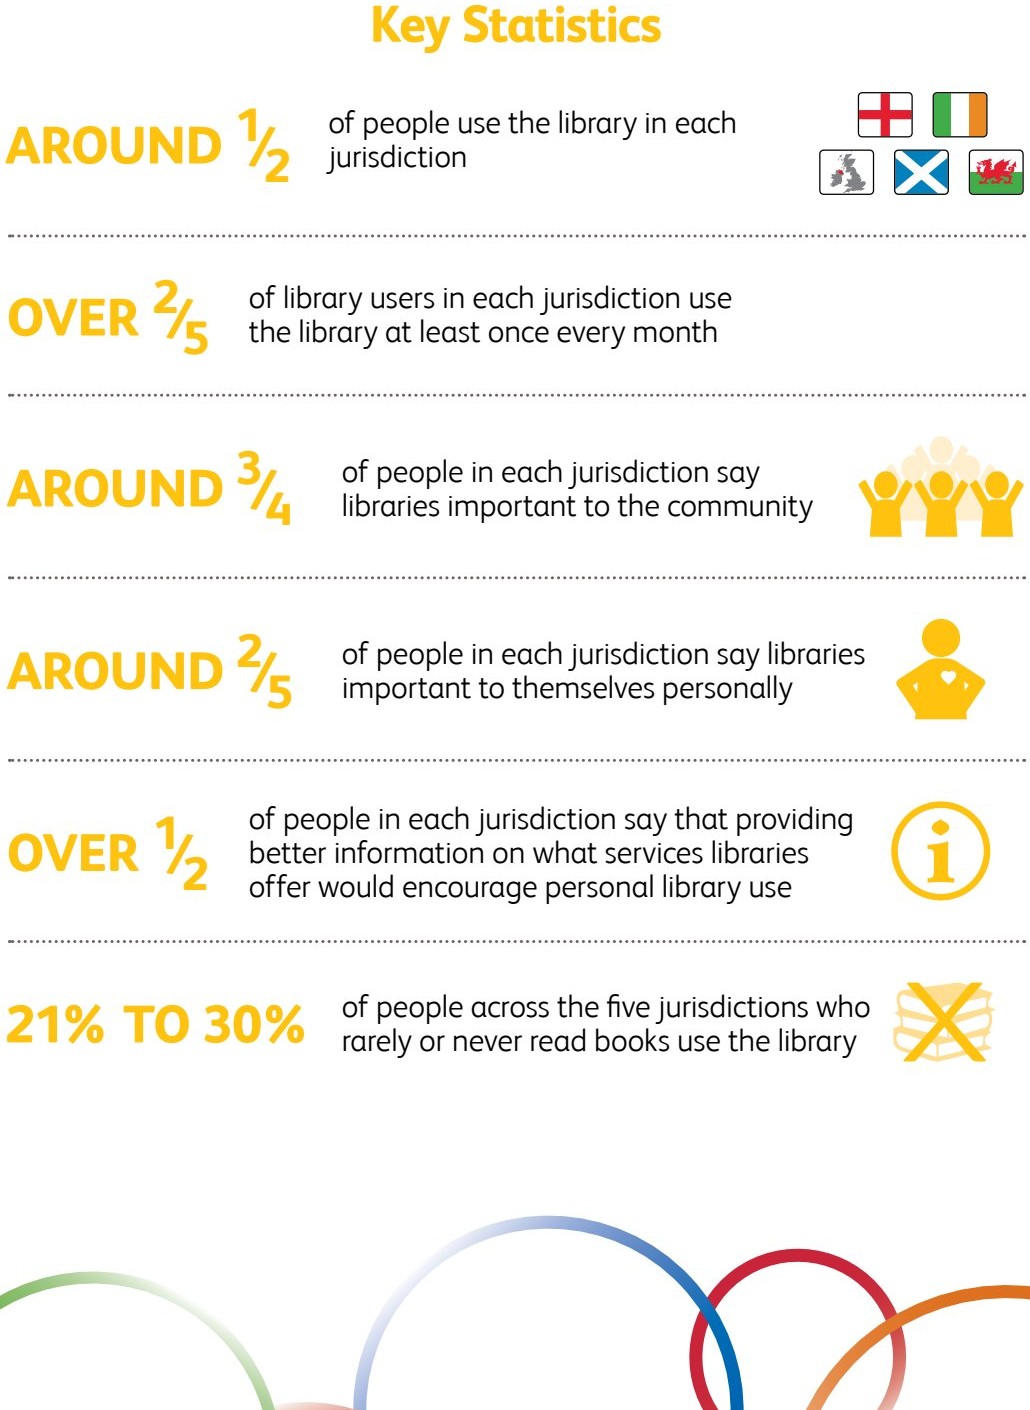 Key Statistics
AROUND 1/2
of people use the library in each
jurisdiction
OVER 2/5
of library users in each jurisdiction use
the library at least once every month
AROUND 3/4
of people in each jurisdiction say
libraries important to the community
AROUND 2/5
of people in each jurisdiction say libraries
important to themselves personally
OVER 1/2
of people in each jurisdiction say that providing
better information on what services libraries
offer would encourage personal library use
i
21% TO 30%
of people across the five jurisdictions who
rarely or never read books use the library